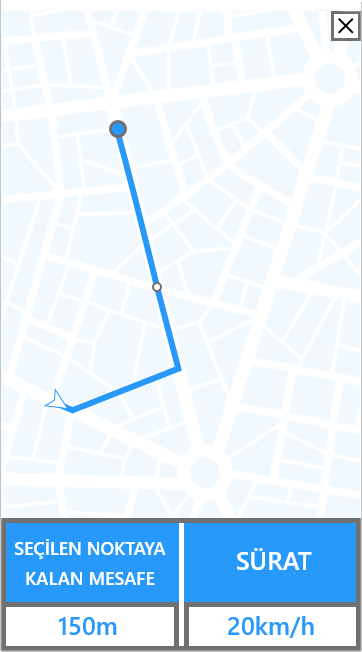 SEÇİLEN NOKTAYA
KALAN MESAFE
SÜRAT
150m
20km/h